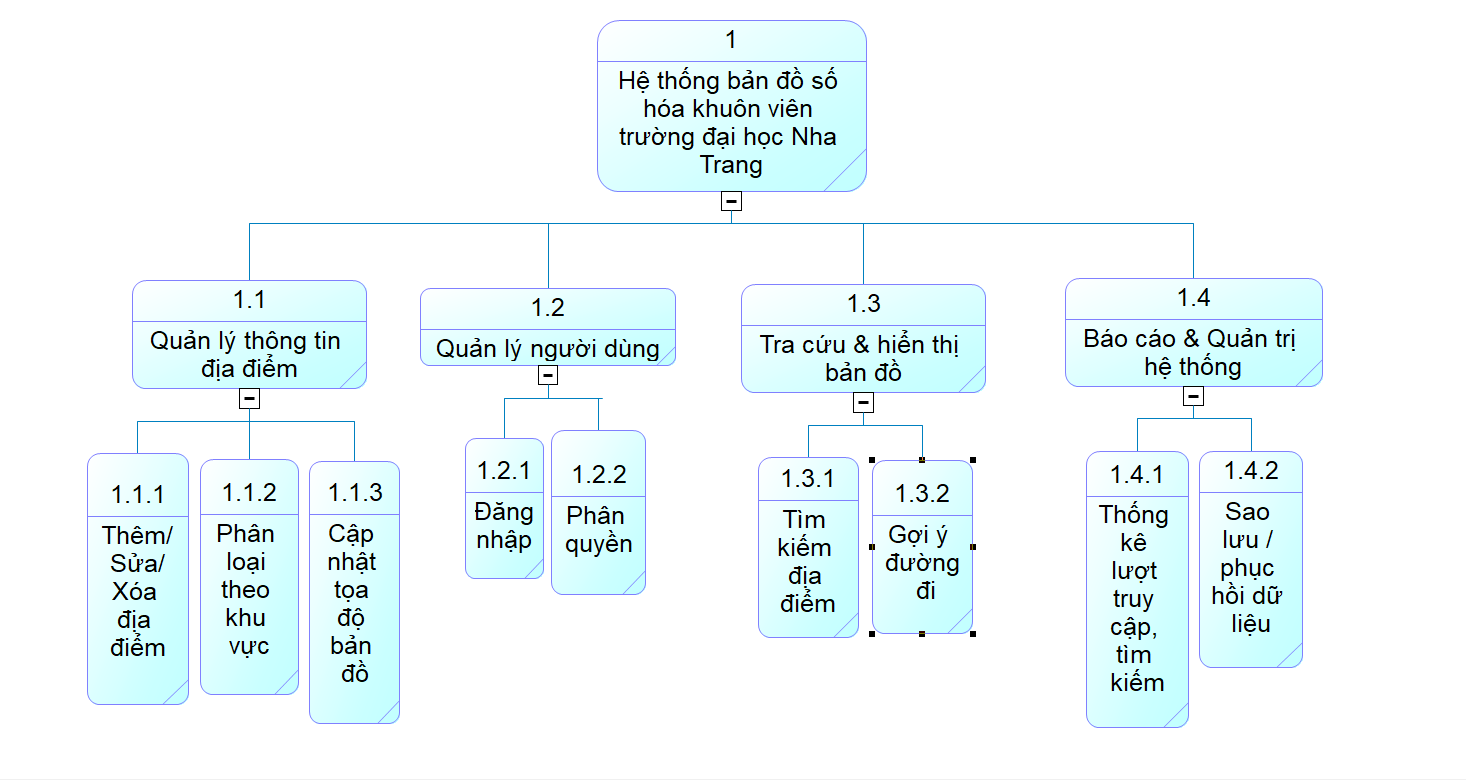 1
Hệ thống bản đồ số
hóa khuôn viên
trường đại học Nha
Trang
1.1
Quản lý thông tin
địa điểm
1.2
Quản lý người dùng
1.3
Tra cứu & hiển thị
bản đồ
1.4
Báo cáo & Quản trị
hệ thống
1.1.1
Thêm/
Sửa/
Xóa
địa
điểm
1.1.2
Phân
loại
theo
khu
vực
1.1.3
Cập
nhật
tọa
độ
bản
đồ
1.2.1
Đăng
nhập
1.2.2
Phân
quyền
1.3.1
Tìm
kiếm
địa
điểm
1.3.2
Gợi ý
đường
đi
1.4.1
Thống
kê
lượt
truy
cập,
tìm
kiếm
1.4.2
Sao
lưu /
phục
hồi dữ
liệu